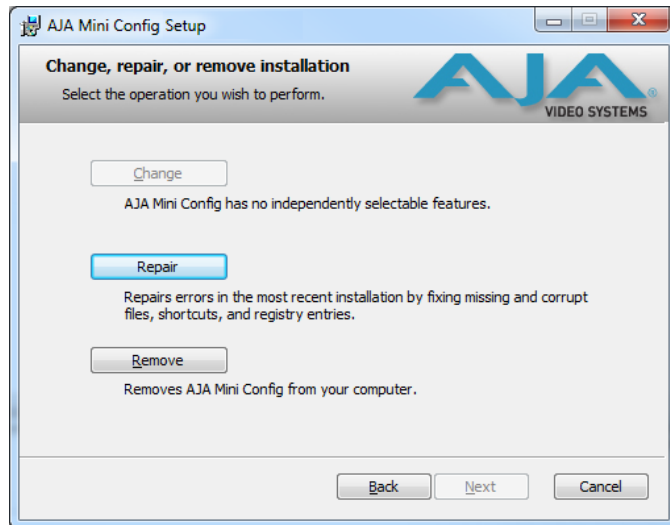 AJA Mini Config Setup
Change, repair, or remove installation
Select the operation you wish to perform.
AJA®
VIDEO SYSTEMS
Change
AJA Mini Config has no independently selectable features.
Repair
Repairs errors in the most recent installation by fixing missing and corrupt
files, shortcuts, and registry entries.
Remove
Removes AJA Mini Config from your computer.
Back
Next
Cancel